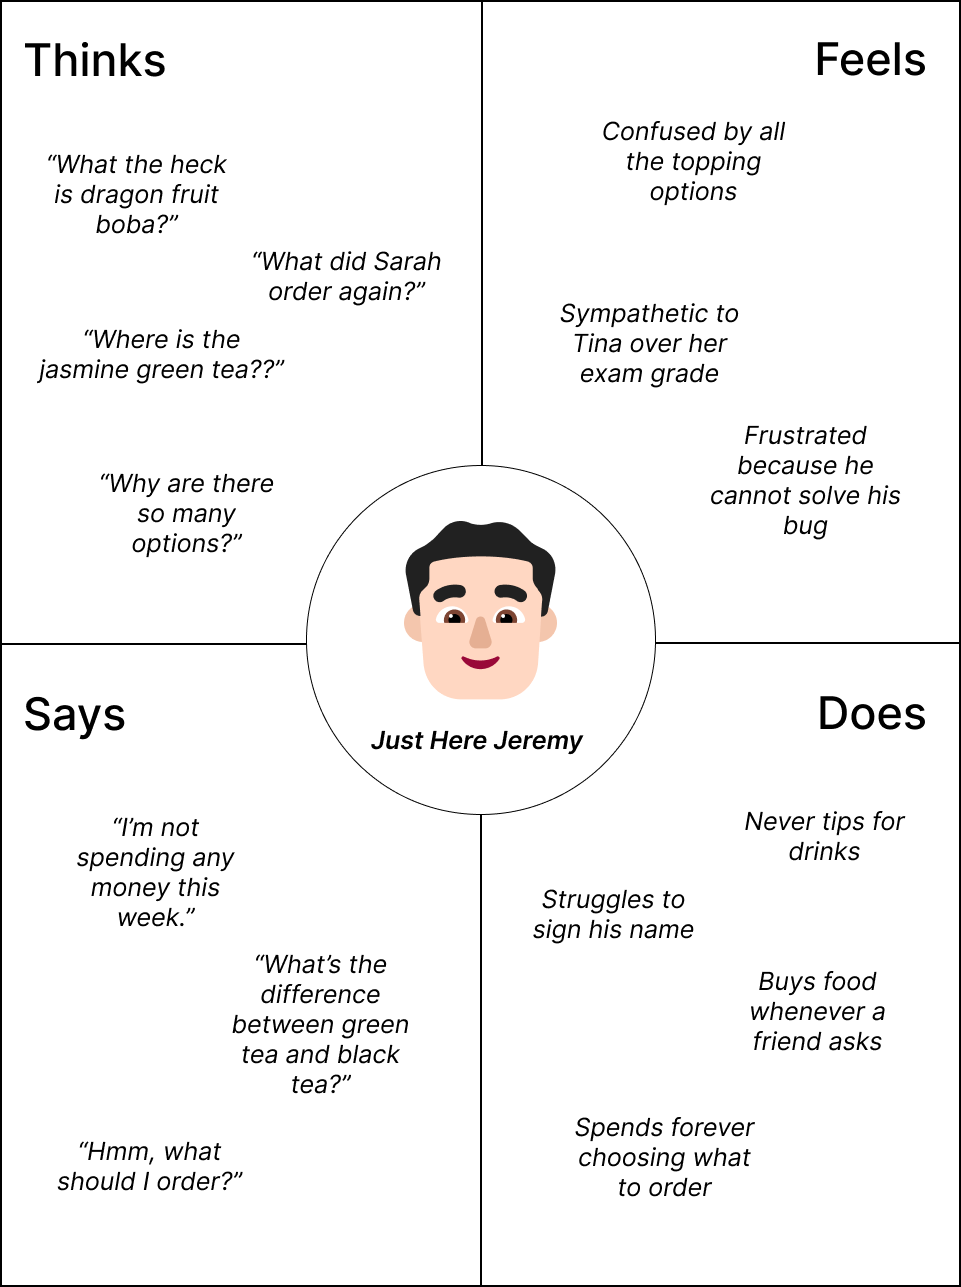 Thinks
“What the heck
is dragon fruit
boba?”
“What did Sarah
order again?”
“Where is the
jasmine green tea??”
“Why are there
so many
options?”
Feels
Confused by all
the topping
options
Sympathetic to
Tina over her
exam grade
Frustrated
because he
cannot solve his
bug
Just Here Jeremy
Says
“I’m not
spending any
money this
week.”
“What’s the
difference
between green
tea and black
tea?”
“Hmm, what
should I order?”
Does
Never tips for
drinks
Struggles to
sign his name
Buys food
whenever a
friend asks
Spends forever
choosing what
to order